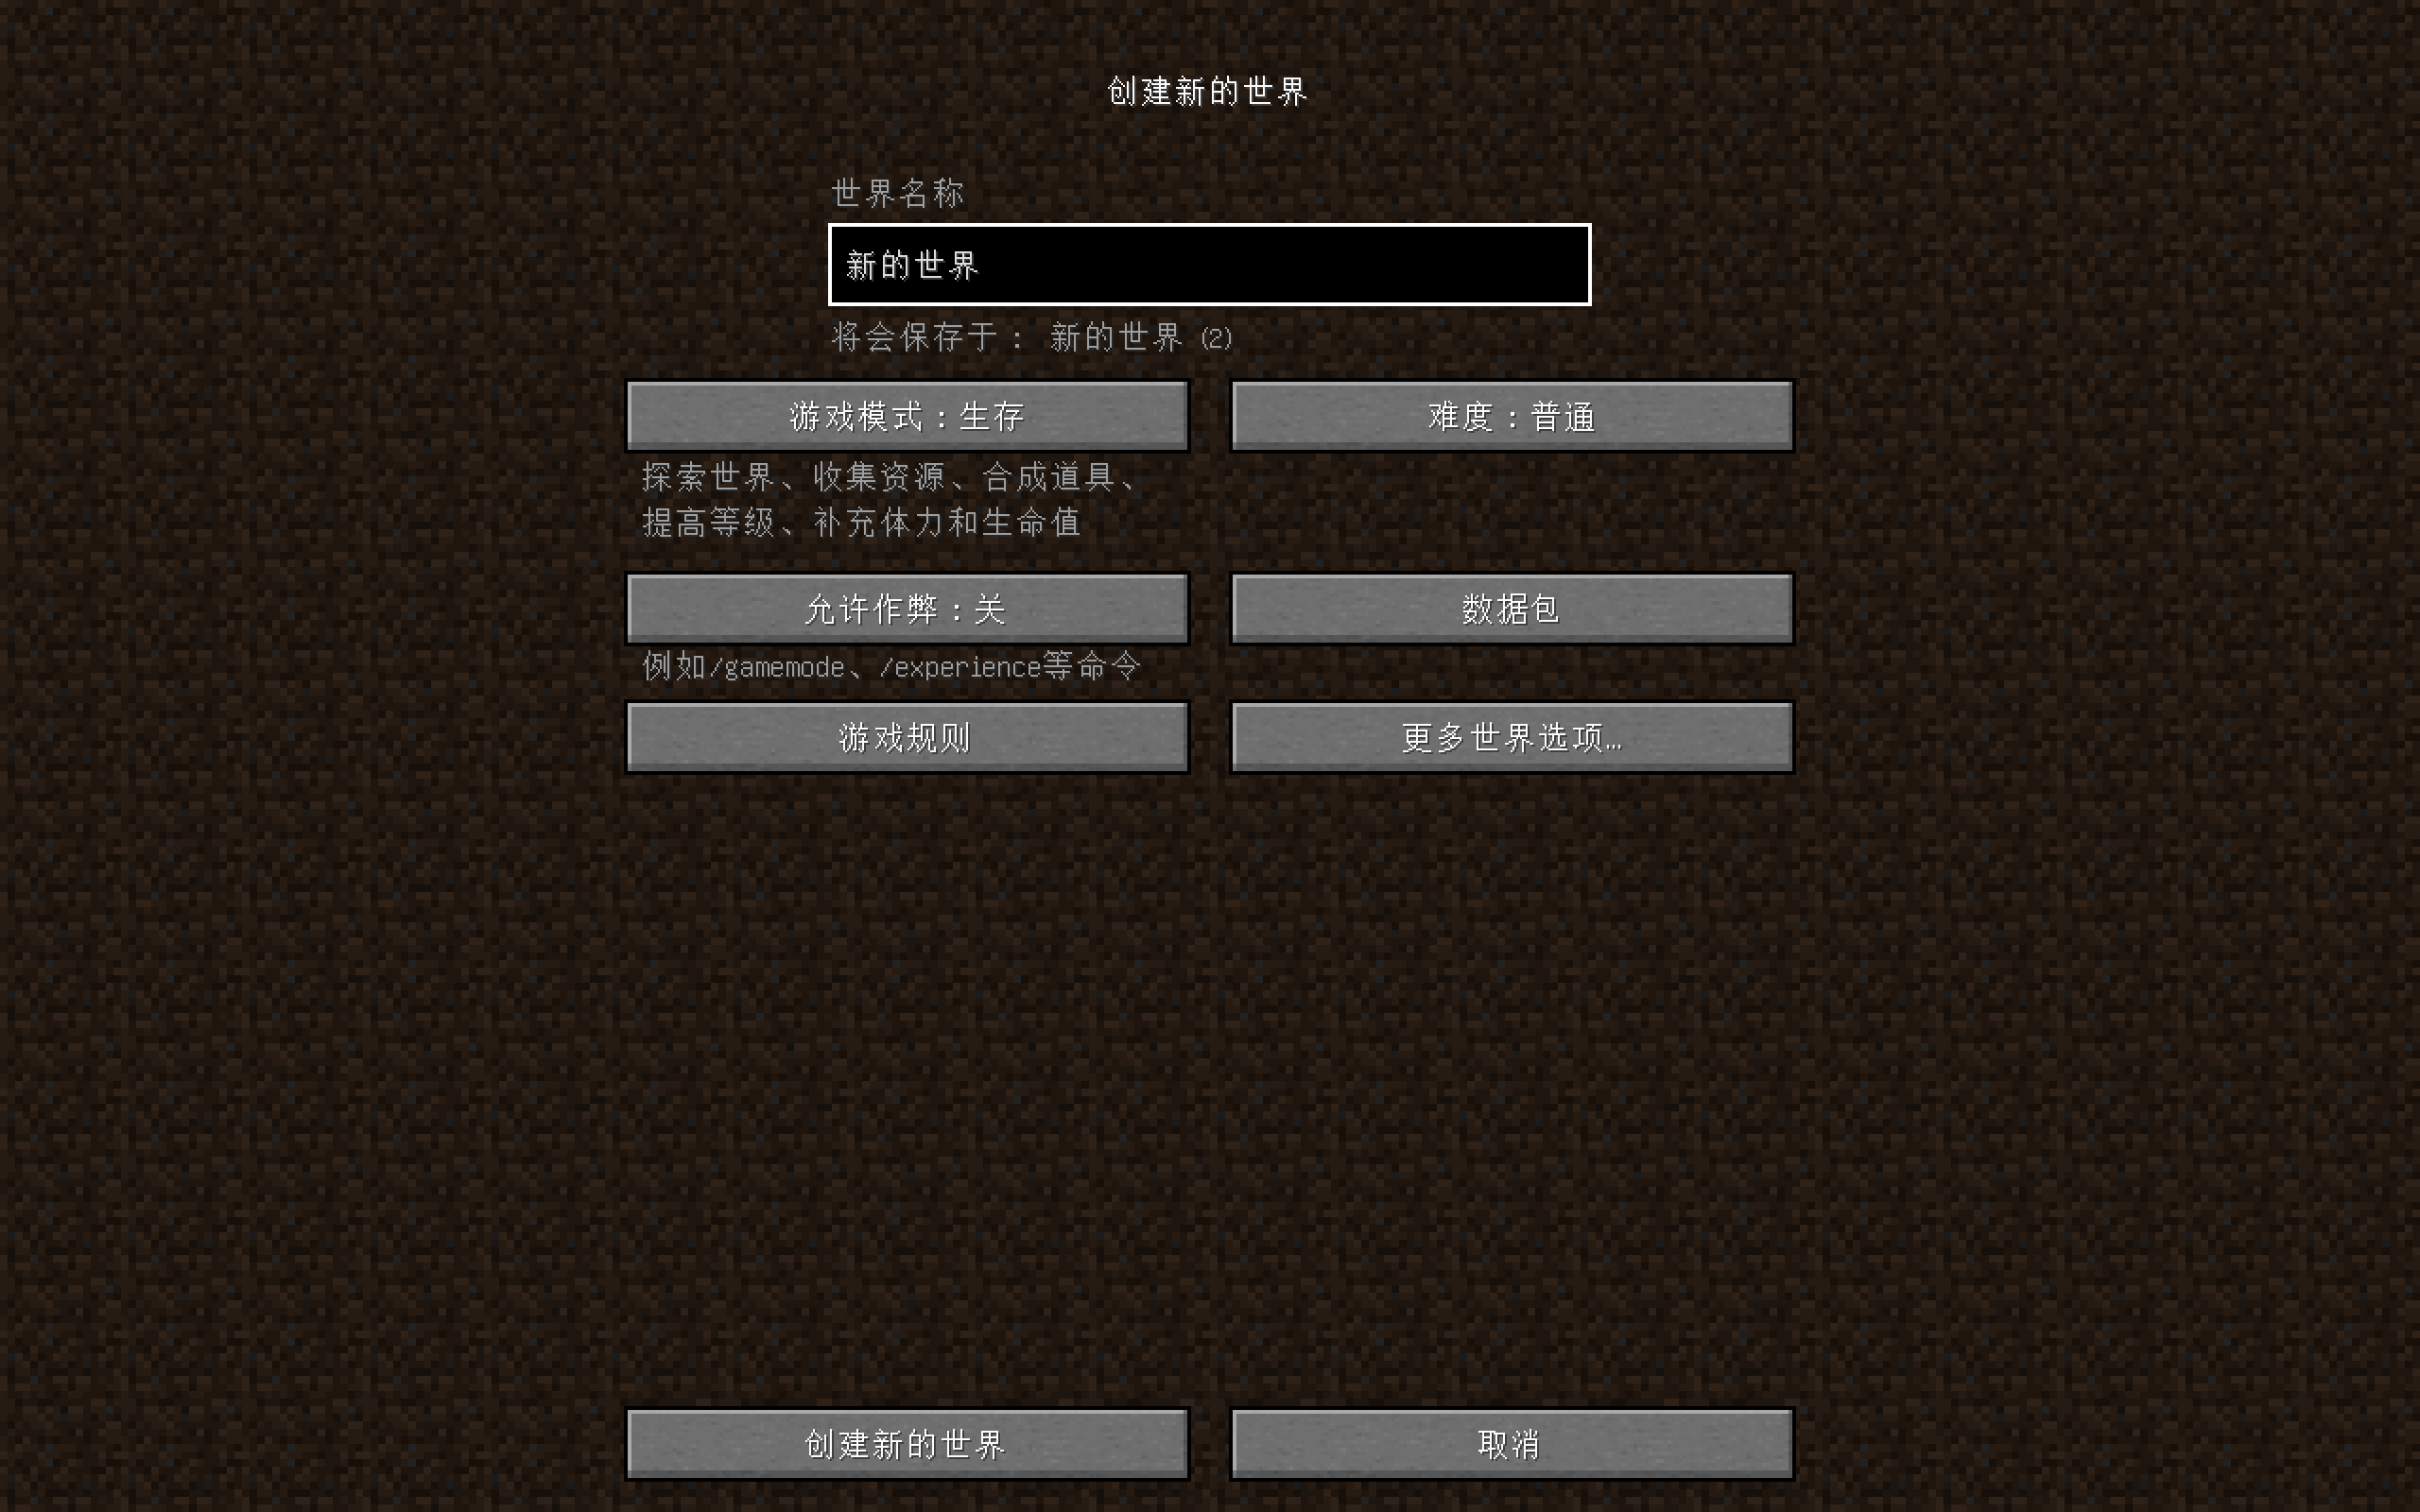 创建新的世界
世界名称
新的世界
将会保存于： 新的世界 (2)
游戏模式：生存
难度：普通
探索世界、收集资源、合成道具、
提高等级、补充体力和生命值
允许作弊：关
数据包
例如/gamemode、/experience等命令
游戏规则
更多世界选项...
创建新的世界
取消